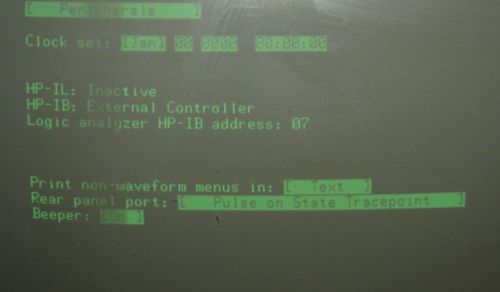 [ Peripherals ]
Clock set: [Jan] 00 0000 00:00:00
HP-IL: Inactive
HP-IB: External Controller
Logic analyzer HP-IB address: 07
Print non-waveform menus in: [ Text ]
Rear panel port: [ Pulse on State Tracepoint ]
Beeper: [On ]